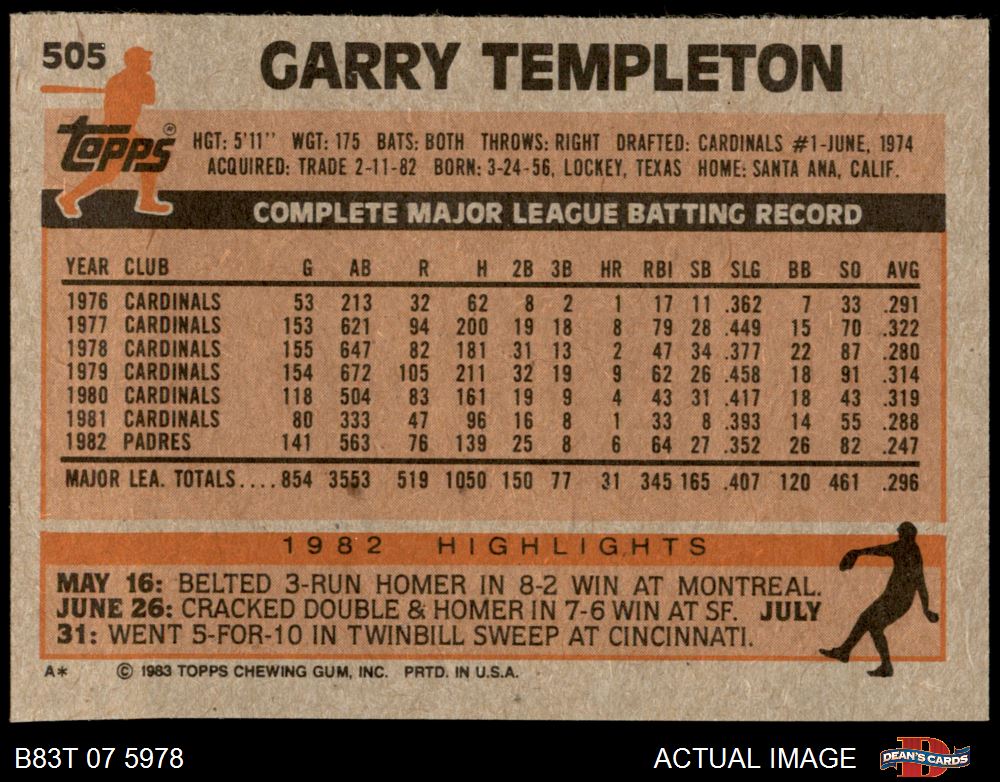 505 GARRY TEMPLETON
topps®
HGT: 5'11" WGT: 175 BATS: BOTH THROWS: RIGHT DRAFTED: CARDINALS #1-JUNE, 1974
ACQUIRED: TRADE 2-11-82 BORN: 3-24-56, LOCKEY, TEXAS HOME: SANTA ANA, CALIF.
COMPLETE MAJOR LEAGUE BATTING RECORD
YEAR CLUB G AB R H 2B 3B HR RBI SB SLG BB SO AVG
1976 CARDINALS 53 213 32 62 8 2 1 17 11 .362 7 33 .291
1977 CARDINALS 153 621 94 200 19 18 8 79 28 .449 15 70 .322
1978 CARDINALS 155 647 82 181 31 13 2 47 34 .377 22 87 .280
1979 CARDINALS 154 672 105 211 32 19 9 62 26 .458 18 91 .314
1980 CARDINALS 118 504 83 161 19 9 4 43 31 .417 18 43 .319
1981 CARDINALS 80 333 47 96 16 8 1 33 8 .393 14 55 .288
1982 PADRES 141 563 76 139 25 8 6 64 27 .352 26 82 .247
MAJOR LEA. TOTALS.... 854 3553 519 1050 150 77 31 345 165 .407 120 461 .296
1982 HIGHLIGHTS
MAY 16: BELTED 3-RUN HOMER IN 8-2 WIN AT MONTREAL.
JUNE 26: CRACKED DOUBLE & HOMER IN 7-6 WIN AT SF. JULY
31: WENT 5-FOR-10 IN TWINBILL SWEEP AT CINCINNATI.
A* © 1983 TOPPS CHEWING GUM, INC. PRTD. IN U.S.A.
B83T 07 5978 ACTUAL IMAGE DEAN'S CARDS